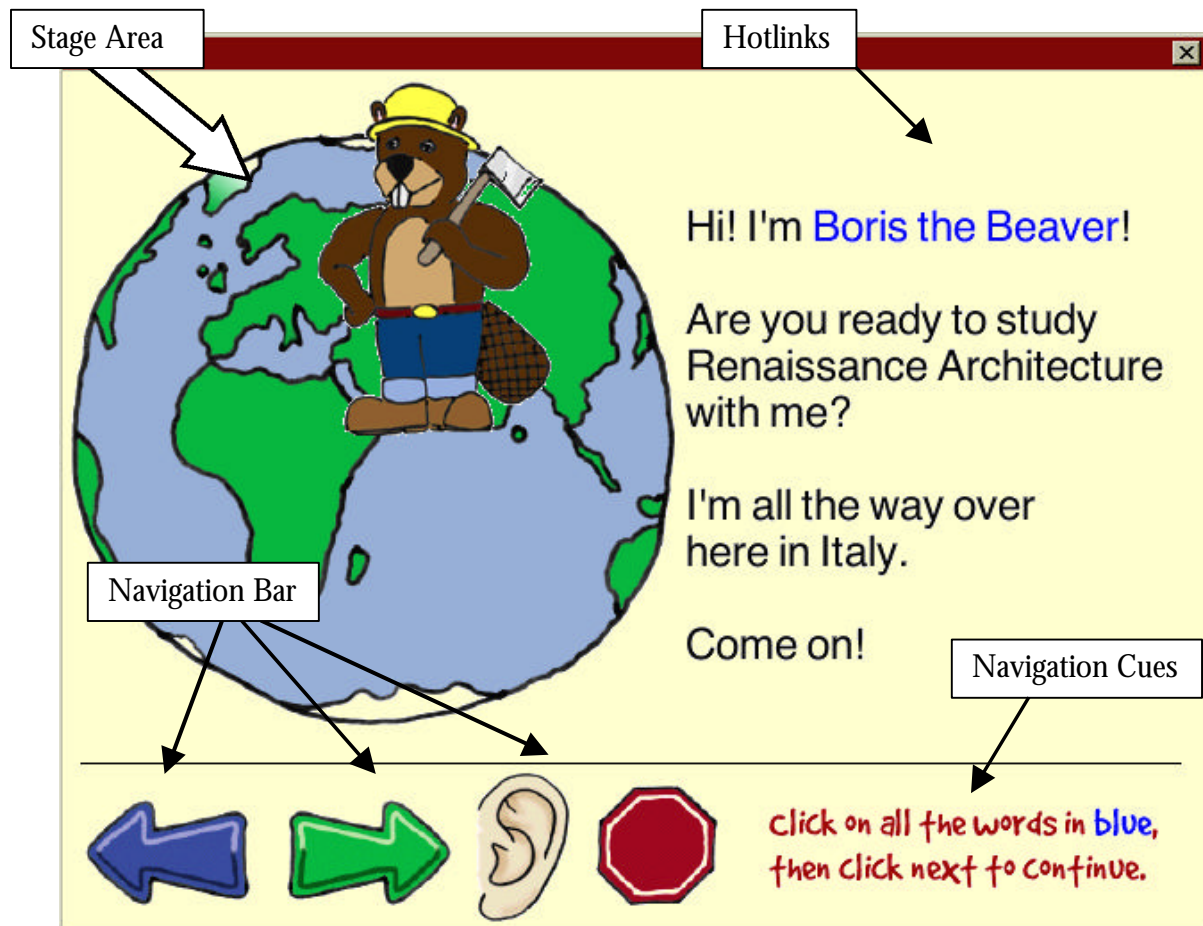 Stage Area
Hotlinks
Hi! I'm Boris the Beaver!
Are you ready to study
Renaissance Architecture
with me?
I'm all the way over
here in Italy.
Come on!
Navigation Bar
Navigation Cues
click on all the words in blue,
then click next to continue.